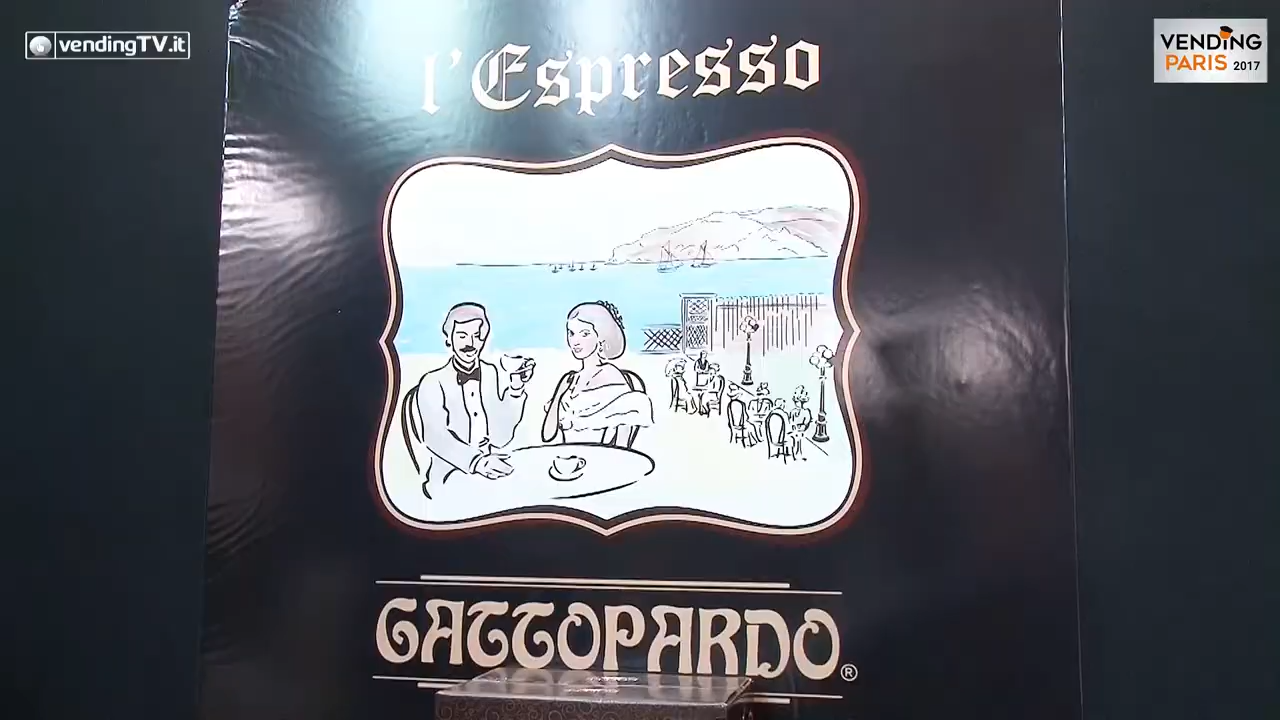 vendingTV.it
VENDING
PARIS 2017
l'Espresso
GATTOPARDO®